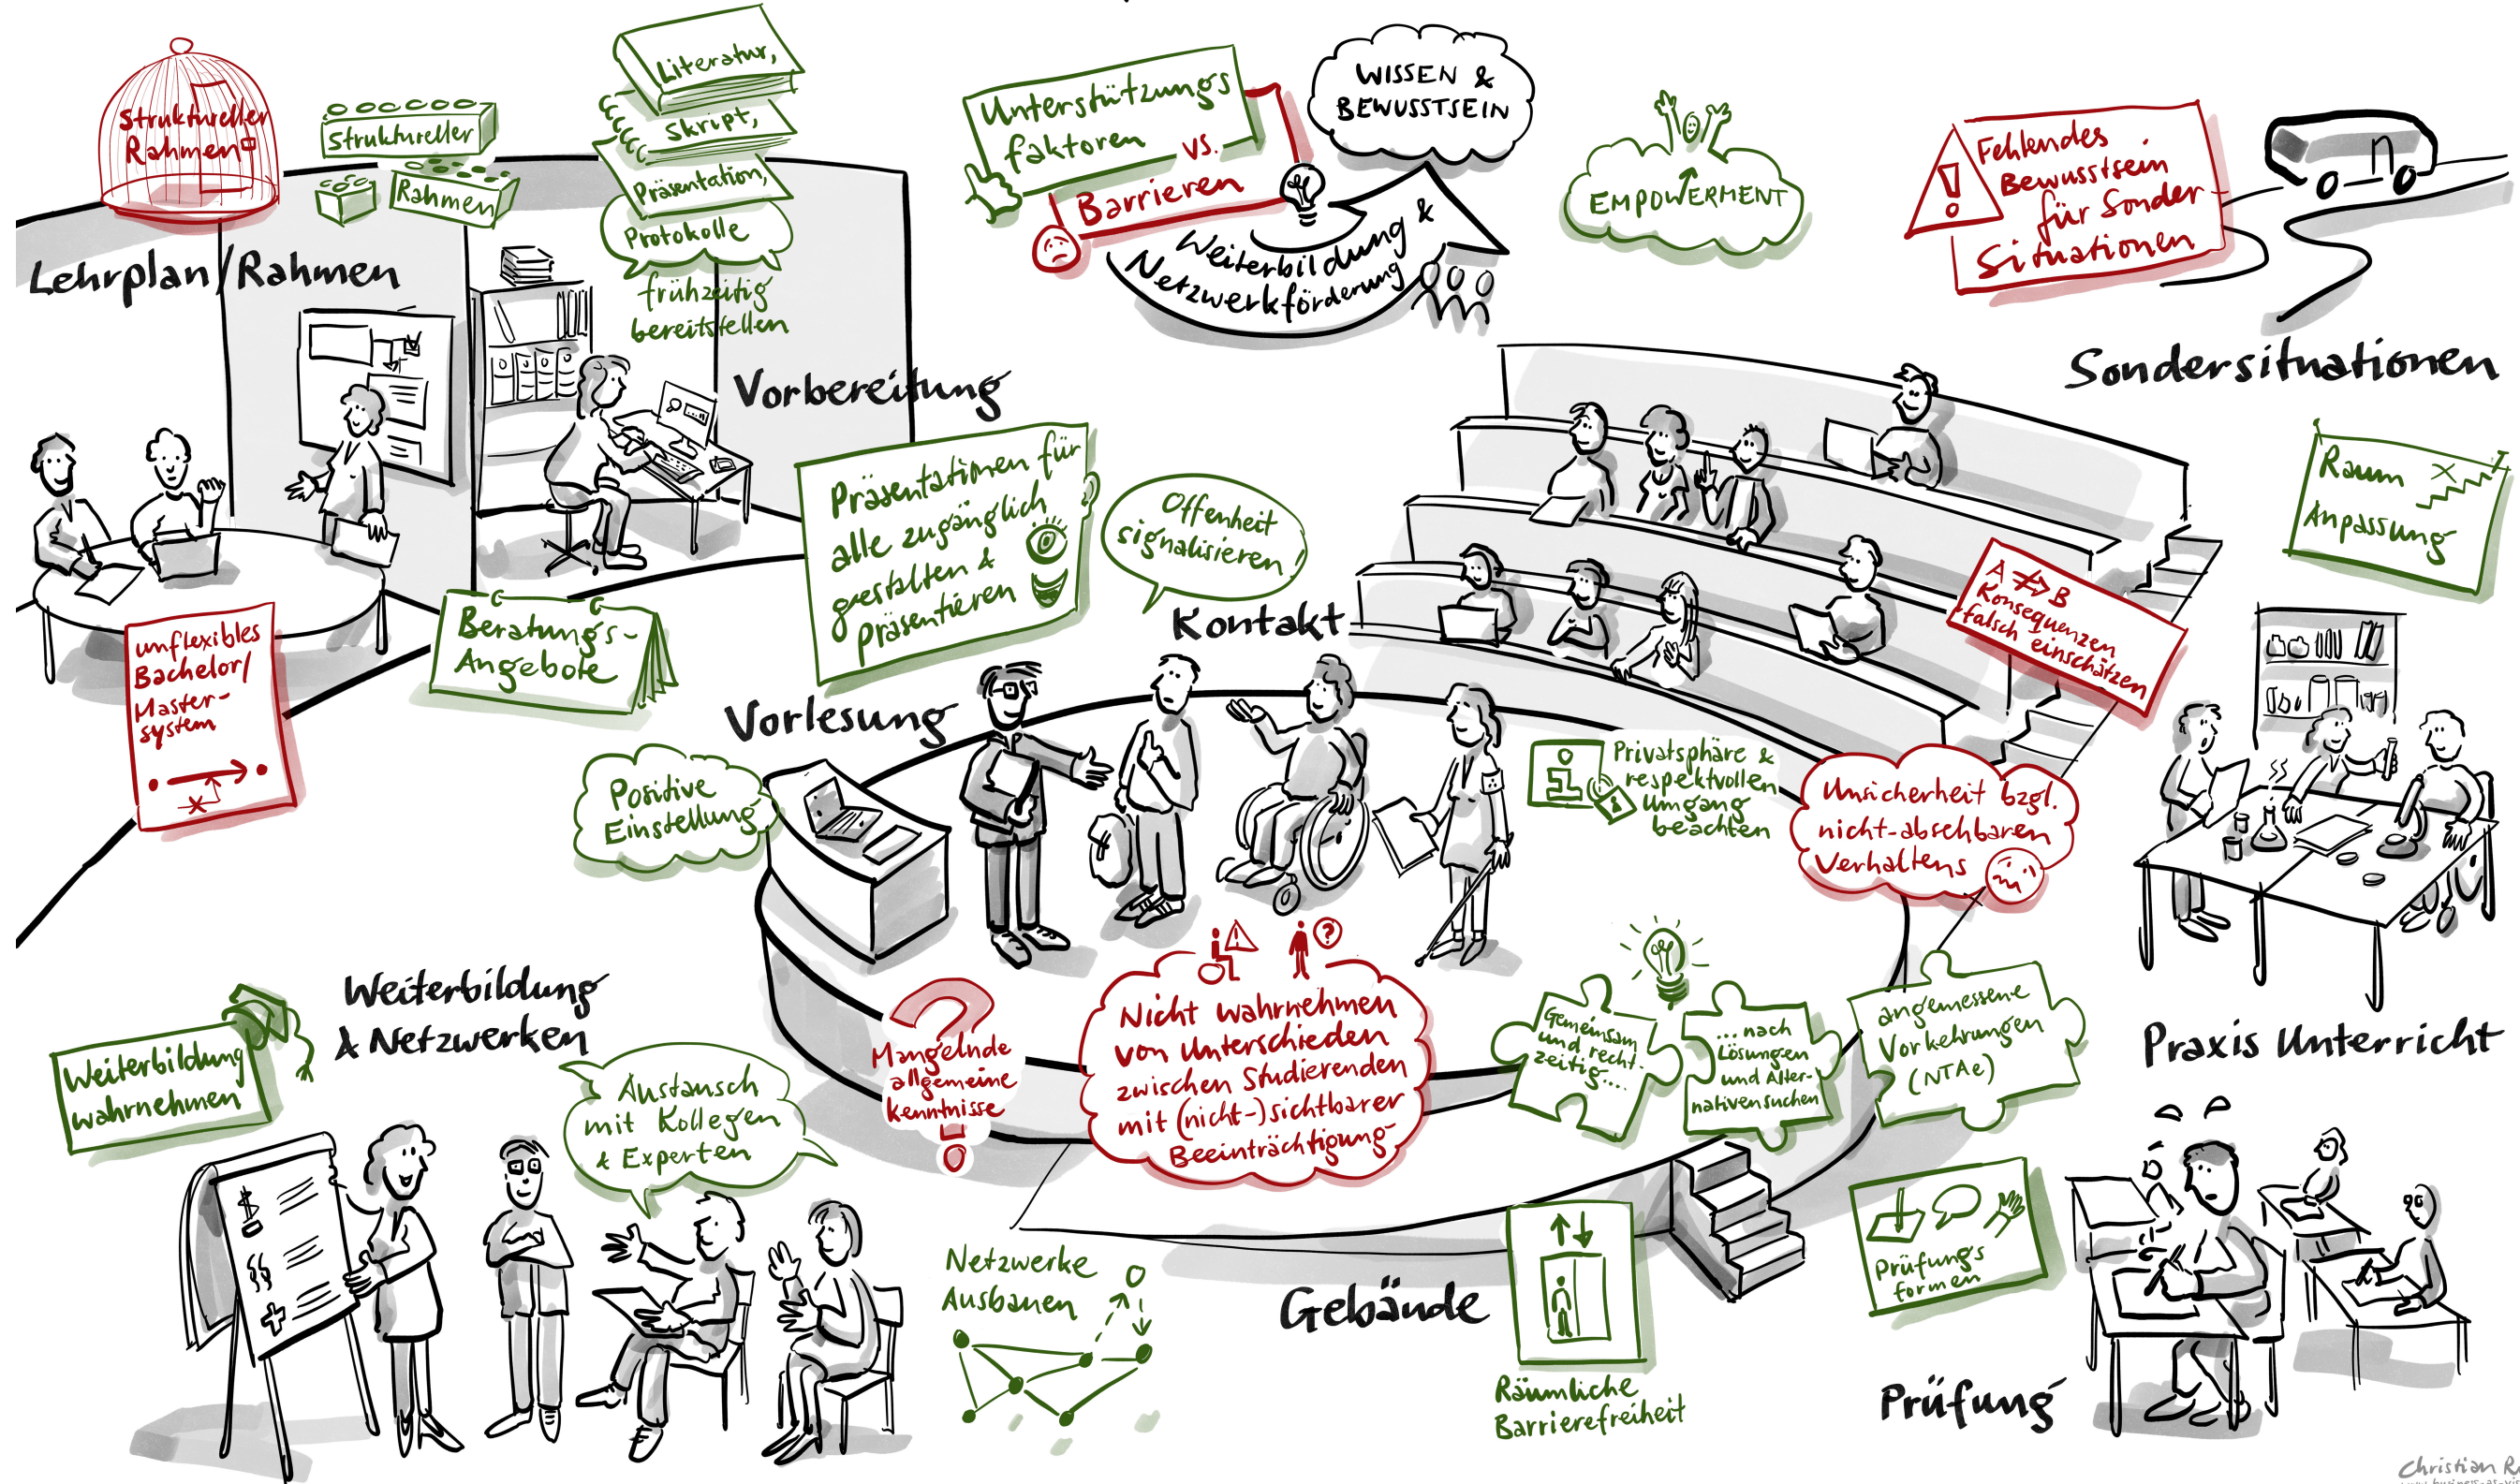 Struktureller
Rahmen
Struktureller
Rahmen
Literatur,
Skript,
Präsentation,
Protokolle
frühzeitig
bereitstellen
Lehrplan/Rahmen
Unterstützungs
faktoren
vs.
Barrieren
WISSEN &
BEWUSSTSEIN
Weiterbildung &
Netzwerkförderung
EMPOWERMENT
Fehlendes
Bewusstsein
für Sonder-
Situationen
Sondersituationen
Vorbereitung
Präsentationen für
alle zugänglich
gestalten &
präsentieren
Offenheit
signalisieren!
Kontakt
Raum
Anpassung
A ≠> B
Konsequenzen
falsch einschätzen
unflexibles
Bachelor/
Master-
system
Beratungs-
Angebote
Vorlesung
Positive
Einstellung
Privatsphäre &
respektvollen
Umgang
beachten
Unsicherheit bzgl.
nicht-absehbaren
Verhaltens
Weiterbildung
& Netzwerken
Weiterbildung
wahrnehmen
Austausch
mit Kollegen
& Experten
Mangelnde
allgemeine
kenntnisse
Nicht wahrnehmen
von Unterschieden
zwischen Studierenden
mit (nicht-)sichtbarer
Beeinträchtigung
Gemeinsam
und recht-
zeitig....
...nach
Lösungen
und Alter-
nativen suchen
angemessene
Vorkehrungen
(NTAe)
Praxis Unterricht
Netzwerke
Ausbauen
Gebäude
Räumliche
Barrierefreiheit
Prüfungs
formen
Prüfung
Christian R